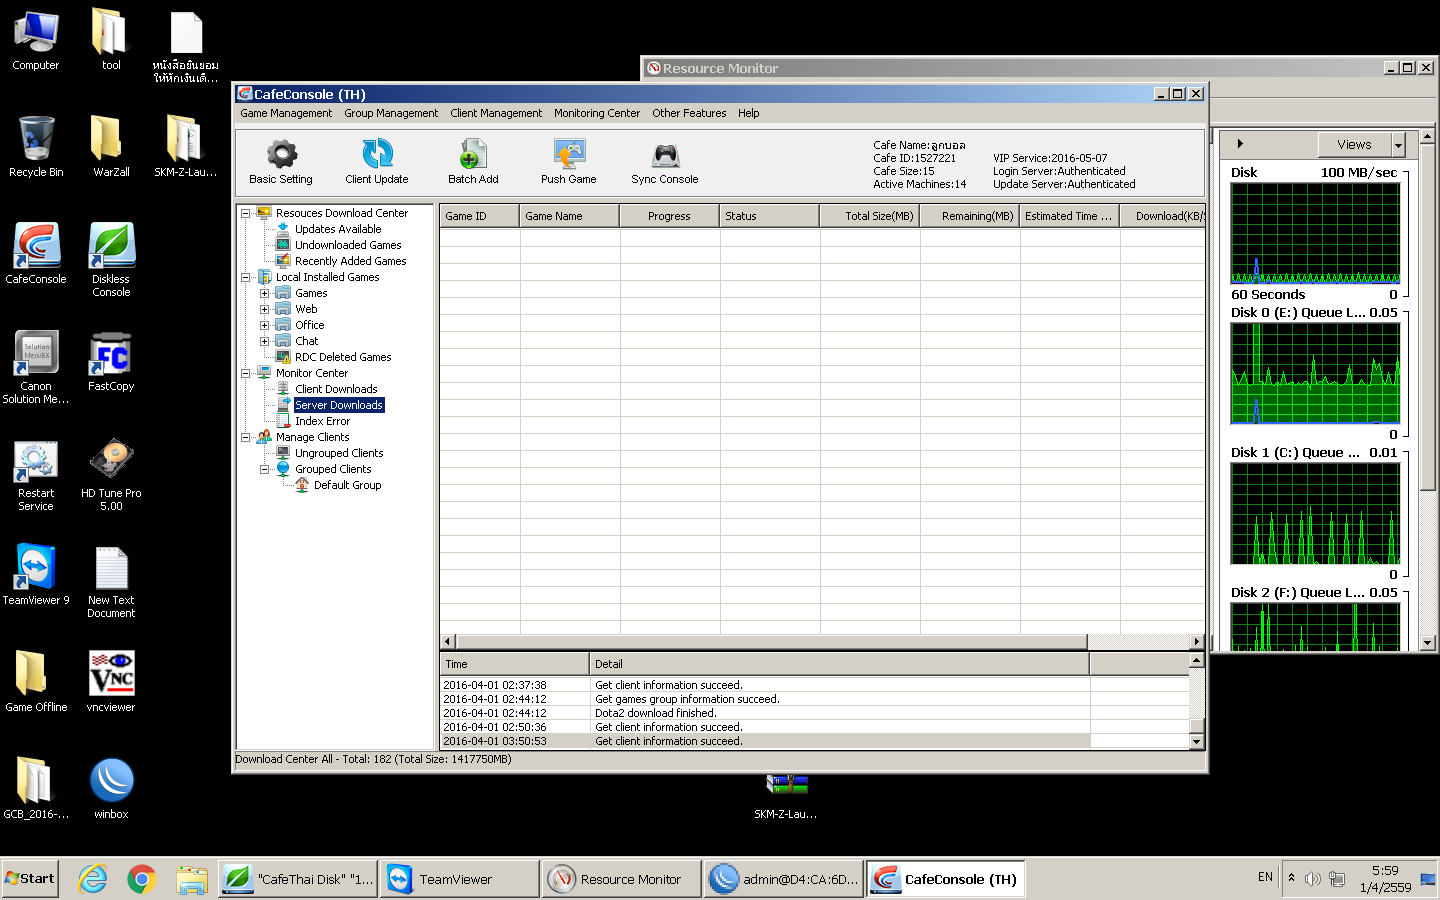 Computer
tool
หนังสือยินยอม
ให้หักเงินเดื...
Recycle Bin
WarZall
SKM-Z-Lau...
CafeConsole
Diskless
Console
Canon
Solution Me...
FastCopy
Restart
Service
HD Tune Pro
5.00
TeamViewer 9
New Text
Document
Game Offline
vncviewer
GCB_2016-...
winbox
SKM-Z-Lau...
Resource Monitor
Views
Disk 100 MB/sec
60 Seconds 0
Disk 0 (E:) Queue L... 0.05
0
Disk 1 (C:) Queue ... 0.01
0
Disk 2 (F:) Queue L... 0.05
CafeConsole (TH)
Game Management Group Management Client Management Monitoring Center Other Features Help
Basic Setting Client Update Batch Add Push Game Sync Console
Cafe Name:ลูกบอล
Cafe ID:1527221 VIP Service:2016-05-07
Cafe Size:15 Login Server:Authenticated
Active Machines:14 Update Server:Authenticated
Resouces Download Center
Updates Available
Undownloaded Games
Recently Added Games
Local Installed Games
Games
Web
Office
Chat
RDC Deleted Games
Monitor Center
Client Downloads
Server Downloads
Index Error
Manage Clients
Ungrouped Clients
Grouped Clients
Default Group
Game ID Game Name Progress Status Total Size(MB) Remaining(MB) Estimated Time ... Download(KB/S
Time Detail
2016-04-01 02:37:38 Get client information succeed.
2016-04-01 02:44:12 Get games group information succeed.
2016-04-01 02:44:12 Dota2 download finished.
2016-04-01 02:50:36 Get client information succeed.
2016-04-01 03:50:53 Get client information succeed.
Download Center All - Total: 182 (Total Size: 1417750MB)
Start "CafeThai Disk" "1... TeamViewer Resource Monitor admin@D4:CA:6D... CafeConsole (TH) EN 5:59
1/4/2559